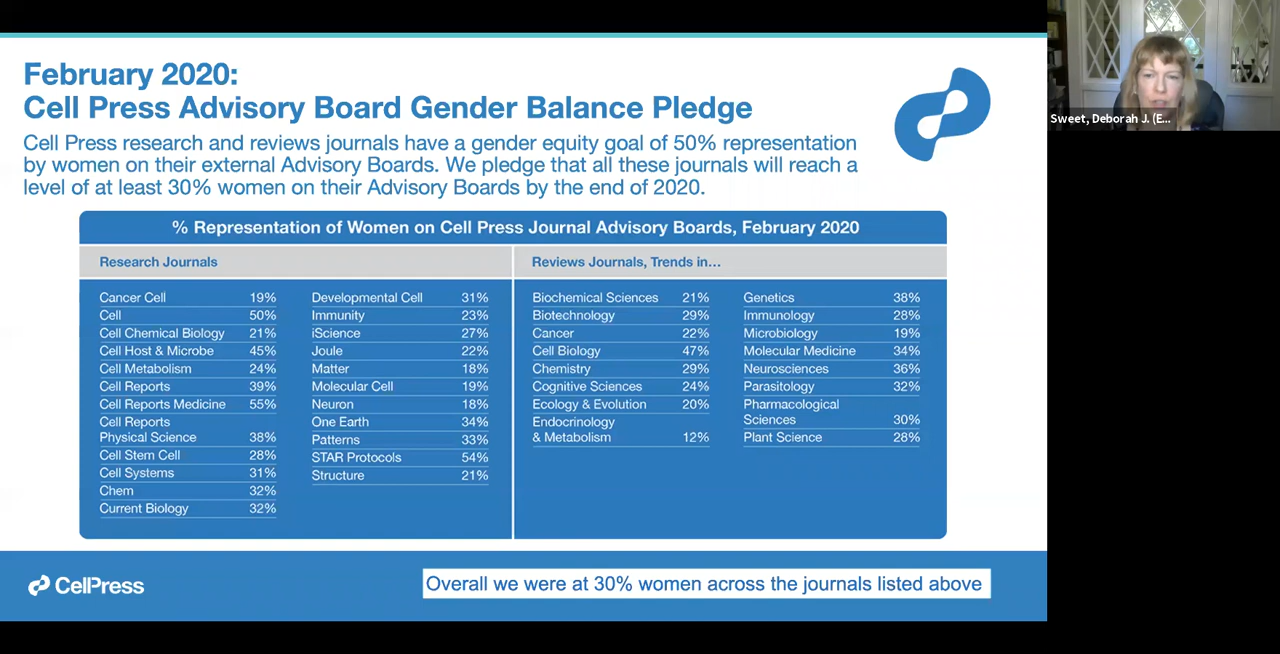 February 2020:
Cell Press Advisory Board Gender Balance Pledge
Cell Press research and reviews journals have a gender equity goal of 50% representation
by women on their external Advisory Boards. We pledge that all these journals will reach a
level of at least 30% women on their Advisory Boards by the end of 2020.
% Representation of Women on Cell Press Journal Advisory Boards, February 2020
Research Journals
Cancer Cell 19%
Cell 50%
Cell Chemical Biology 21%
Cell Host & Microbe 45%
Cell Metabolism 24%
Cell Reports 39%
Cell Reports Medicine 55%
Cell Reports
Physical Science 38%
Cell Stem Cell 28%
Cell Systems 31%
Chem 32%
Current Biology 32%
Developmental Cell 31%
Immunity 23%
iScience 27%
Joule 22%
Matter 18%
Molecular Cell 19%
Neuron 18%
One Earth 34%
Patterns 33%
STAR Protocols 54%
Structure 21%
Reviews Journals, Trends in...
Biochemical Sciences 21%
Biotechnology 29%
Cancer 22%
Cell Biology 47%
Chemistry 29%
Cognitive Sciences 24%
Ecology & Evolution 20%
Endocrinology
& Metabolism 12%
Genetics 38%
Immunology 28%
Microbiology 19%
Molecular Medicine 34%
Neurosciences 36%
Parasitology 32%
Pharmacological
Sciences 30%
Plant Science 28%
CellPress
Overall we were at 30% women across the journals listed above
Sweet, Deborah J. (E...